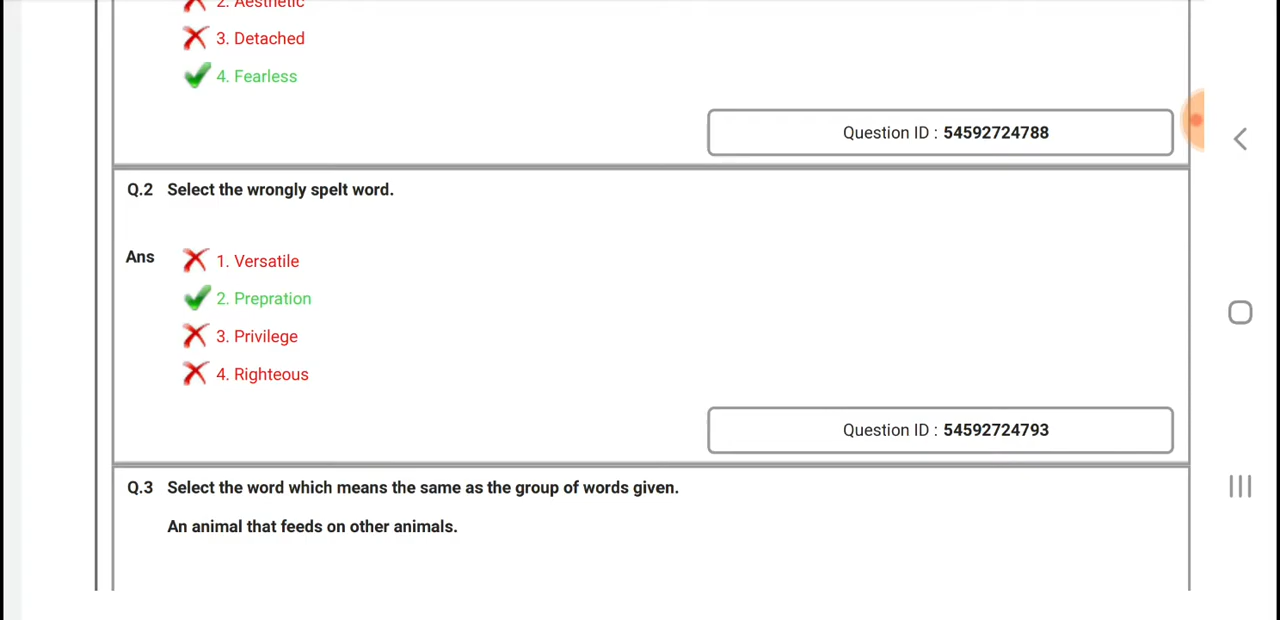 2. Aesthetic
3. Detached
4. Fearless
Question ID : 54592724788
Q.2 Select the wrongly spelt word.
Ans
1. Versatile
2. Prepration
3. Privilege
4. Righteous
Question ID : 54592724793
Q.3 Select the word which means the same as the group of words given.
An animal that feeds on other animals.